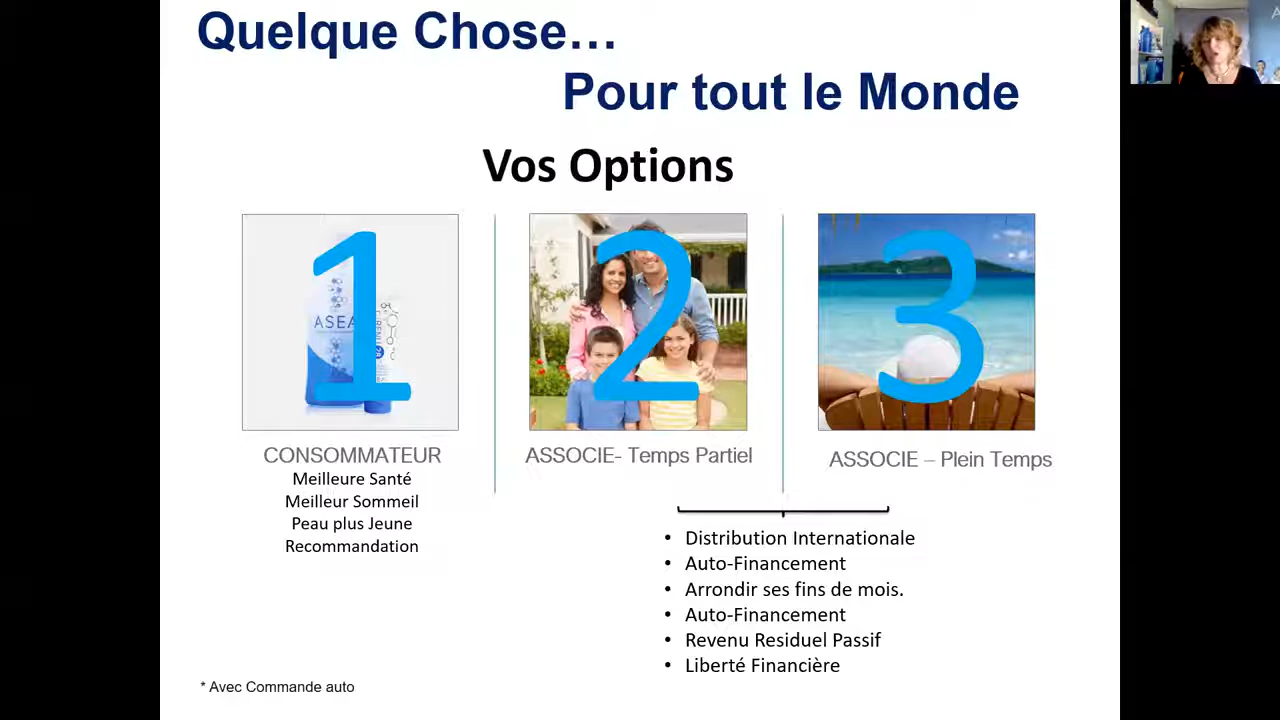 Quelque Chose…
Pour tout le Monde
Vos Options
1
2
3
ASEA
CONSOMMATEUR
Meilleure Santé
Meilleur Sommeil
Peau plus Jeune
Recommandation
ASSOCIE- Temps Partiel
ASSOCIE – Plein Temps
• Distribution Internationale
• Auto-Financement
• Arrondir ses fins de mois.
• Auto-Financement
• Revenu Residuel Passif
• Liberté Financière
* Avec Commande auto